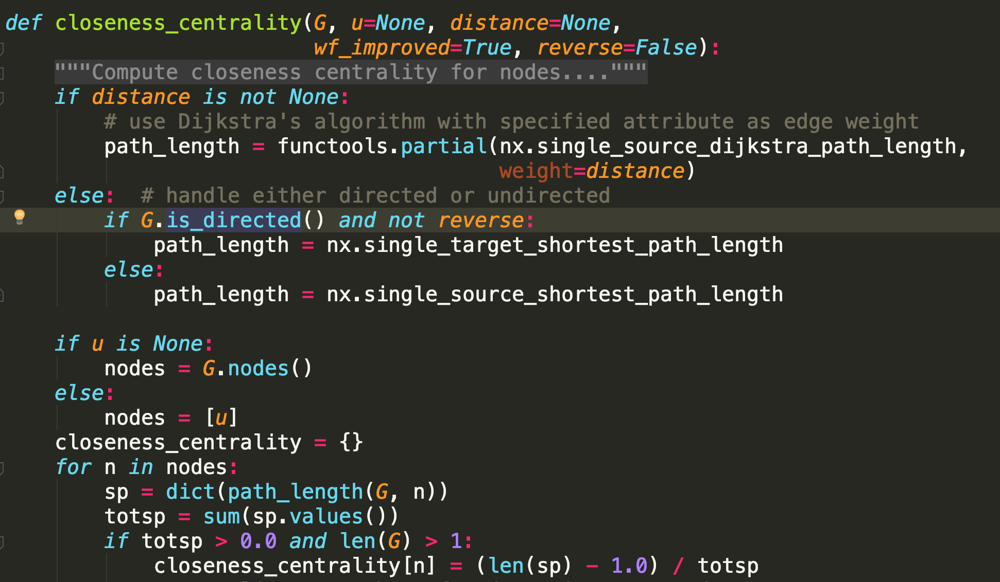 def closeness_centrality(G, u=None, distance=None,
                         wf_improved=True, reverse=False):
    """Compute closeness centrality for nodes...."""
    if distance is not None:
        # use Dijkstra's algorithm with specified attribute as edge weight
        path_length = functools.partial(nx.single_source_dijkstra_path_length,
                                        weight=distance)
    else:  # handle either directed or undirected
        if G.is_directed() and not reverse:
            path_length = nx.single_target_shortest_path_length
        else:
            path_length = nx.single_source_shortest_path_length

    if u is None:
        nodes = G.nodes()
    else:
        nodes = [u]
    closeness_centrality = {}
    for n in nodes:
        sp = dict(path_length(G, n))
        totsp = sum(sp.values())
        if totsp > 0.0 and len(G) > 1:
            closeness_centrality[n] = (len(sp) - 1.0) / totsp